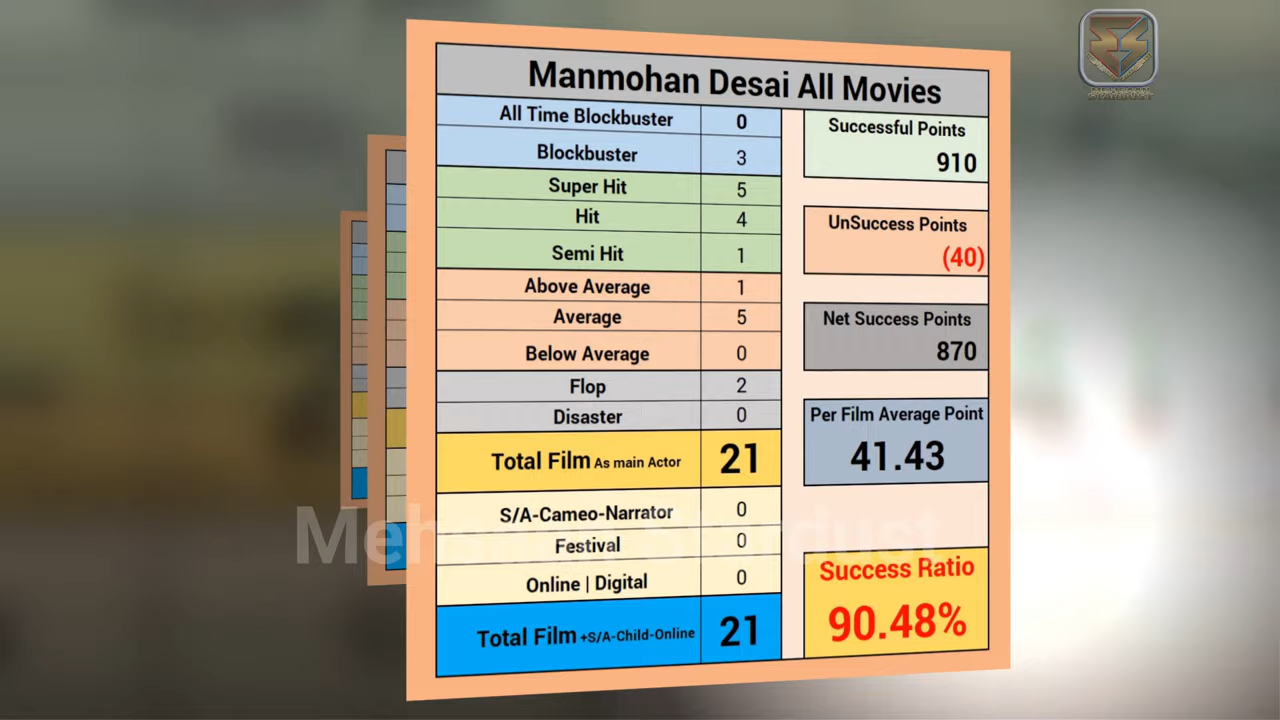 Manmohan Desai All Movies
All Time Blockbuster 0
Blockbuster 3
Super Hit 5
Hit 4
Semi Hit 1
Above Average 1
Average 5
Below Average 0
Flop 2
Disaster 0
Total Film As main Actor 21
S/A-Cameo-Narrator 0
Festival 0
Online | Digital 0
Total Film +S/A-Child-Online 21
Successful Points
910
UnSuccess Points
(40)
Net Success Points
870
Per Film Average Point
41.43
Success Ratio
90.48%